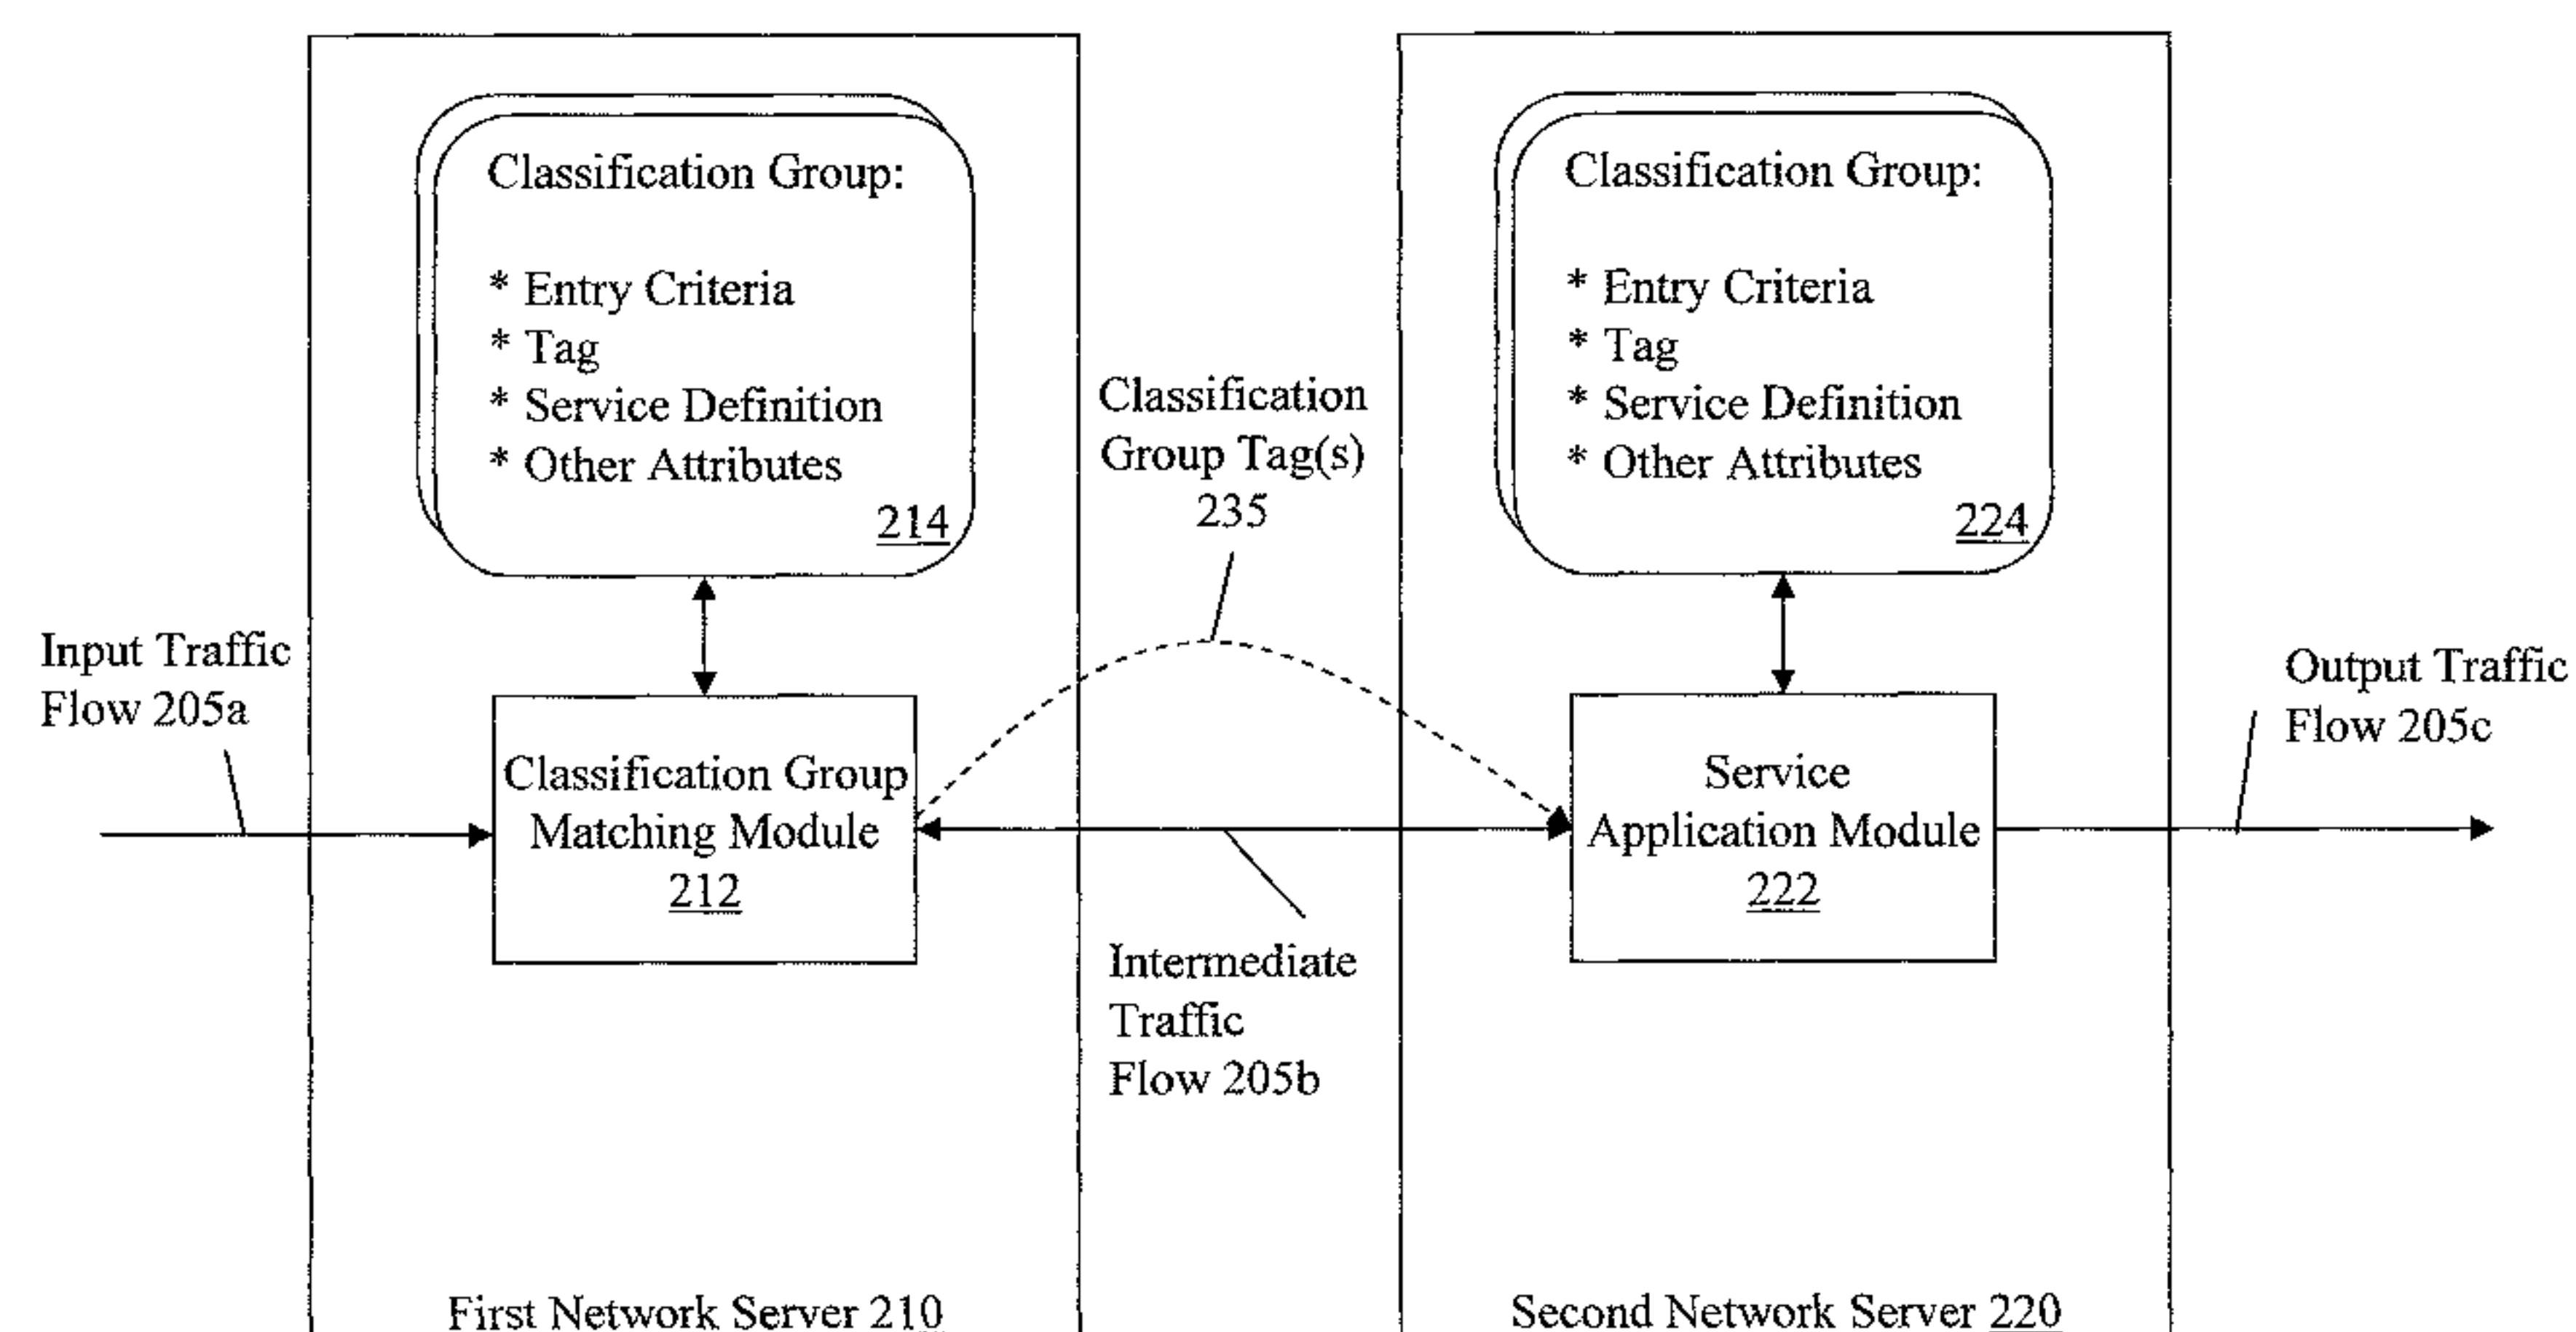 Classification Group:
* Entry Criteria
* Tag
* Service Definition
* Other Attributes
214
Classification Group:
* Entry Criteria
* Tag
* Service Definition
* Other Attributes
224
Classification
Group Tag(s)
235
Input Traffic
Flow 205a
Output Traffic
Flow 205c
Classification Group
Matching Module
212
Service
Application Module
222
Intermediate
Traffic
Flow 205b
First Network Server 210
Second Network Server 220